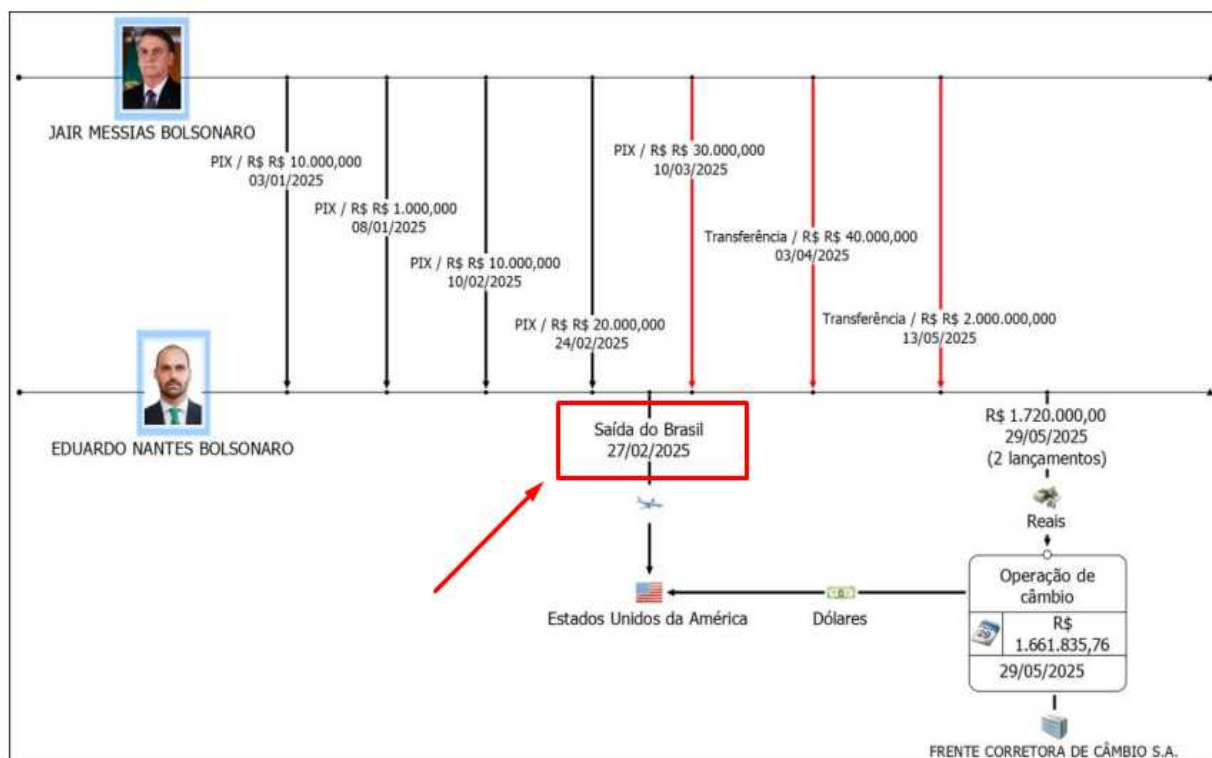 JAIR MESSIAS BOLSONARO
PIX / R$ R$ 10.000,000
03/01/2025
PIX / R$ R$ 1.000,000
08/01/2025
PIX / R$ R$ 10.000,000
10/02/2025
PIX / R$ R$ 20.000,000
24/02/2025
PIX / R$ R$ 30.000,000
10/03/2025
Transferência / R$ R$ 40.000,000
03/04/2025
Transferência / R$ R$ 2.000.000,000
13/05/2025
EDUARDO NANTES BOLSONARO
Saída do Brasil
27/02/2025
R$ 1.720.000,00
29/05/2025
(2 lançamentos)
Reais
Operação de
câmbio
R$
1.661.835,76
29/05/2025
Estados Unidos da América
Dólares
FRENTE CORRETORA DE CÂMBIO S.A.